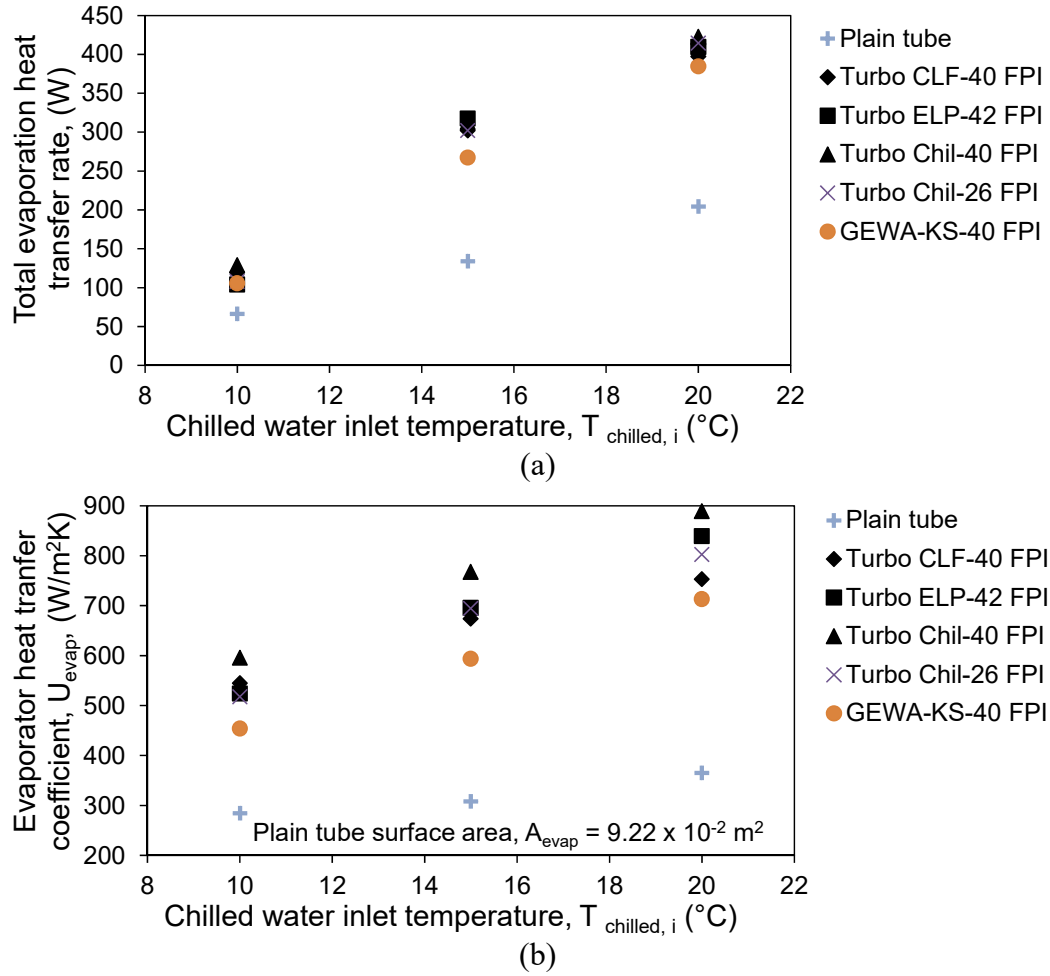 Total evaporation heat
transfer rate, (W)
450
400
350
300
250
200
150
100
50
0
8 10 12 14 16 18 20 22
Chilled water inlet temperature, T chilled, i (°C)
Plain tube
Turbo CLF-40 FPI
Turbo ELP-42 FPI
Turbo Chil-40 FPI
Turbo Chil-26 FPI
GEWA-KS-40 FPI
(a)
Evaporator heat tranfer
coefficient, Uevap, (W/m²K)
900
800
700
600
500
400
300
200
Plain tube surface area, Aevap = 9.22 x 10⁻² m²
8 10 12 14 16 18 20 22
Chilled water inlet temperature, T chilled, i (°C)
Plain tube
Turbo CLF-40 FPI
Turbo ELP-42 FPI
Turbo Chil-40 FPI
Turbo Chil-26 FPI
GEWA-KS-40 FPI
(b)